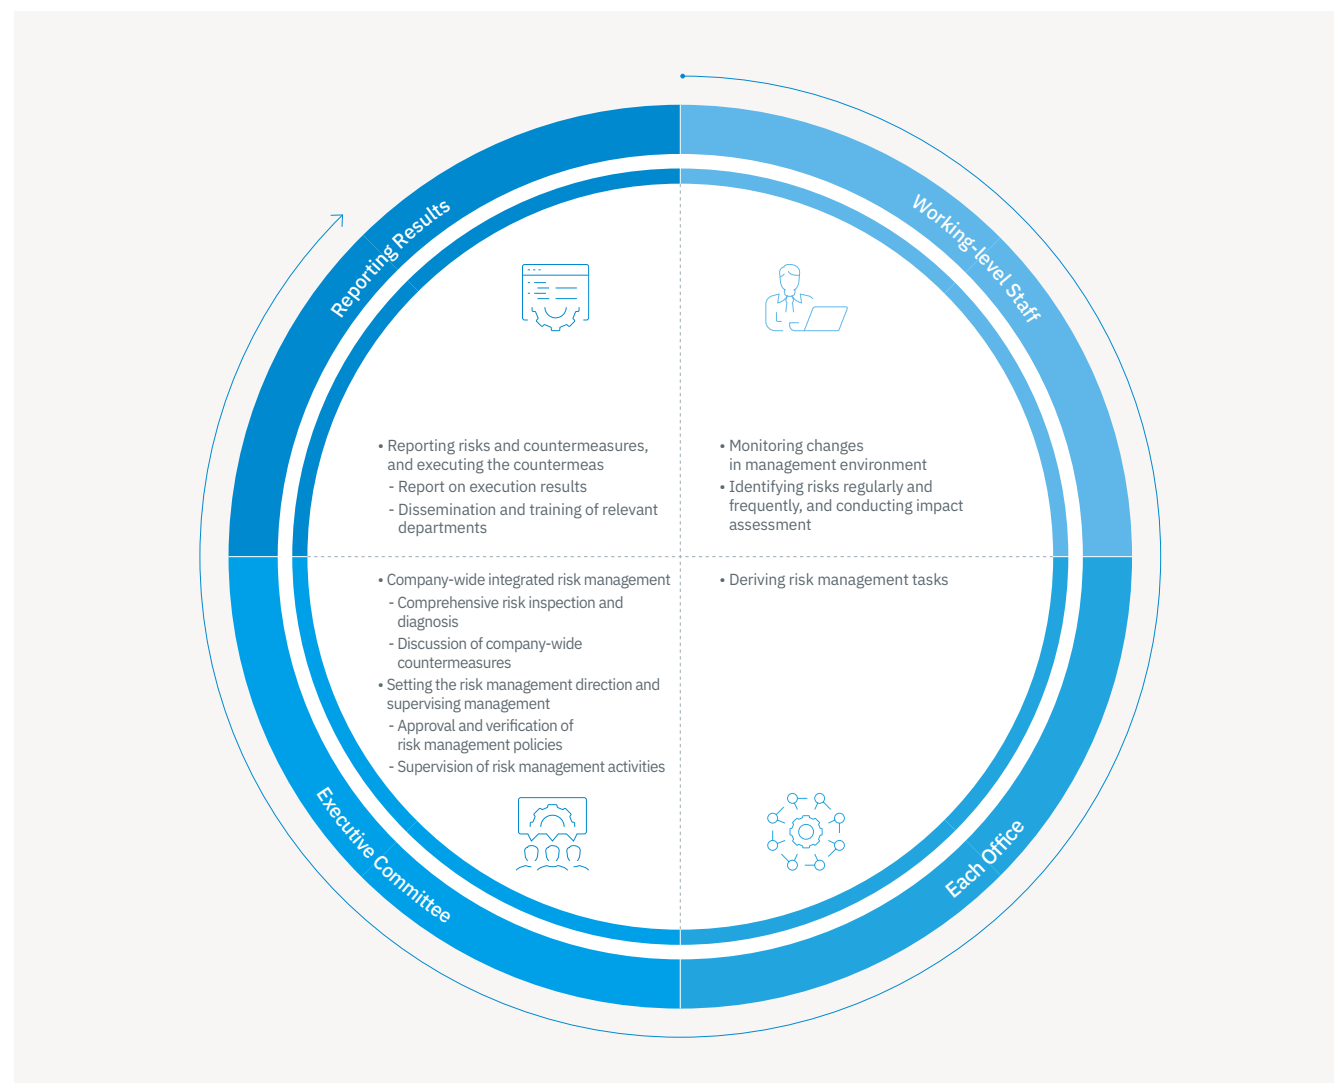 Working-level Staff
• Monitoring changes
in management environment
• Identifying risks regularly and
frequently, and conducting impact
assessment
Each Office
• Deriving risk management tasks
Executive Committee
• Company-wide integrated risk management
- Comprehensive risk inspection and
diagnosis
- Discussion of company-wide
countermeasures
• Setting the risk management direction and
supervising management
- Approval and verification of
risk management policies
- Supervision of risk management activities
Reporting Results
• Reporting risks and countermeasures,
and executing the countermeas
- Report on execution results
- Dissemination and training of relevant
departments